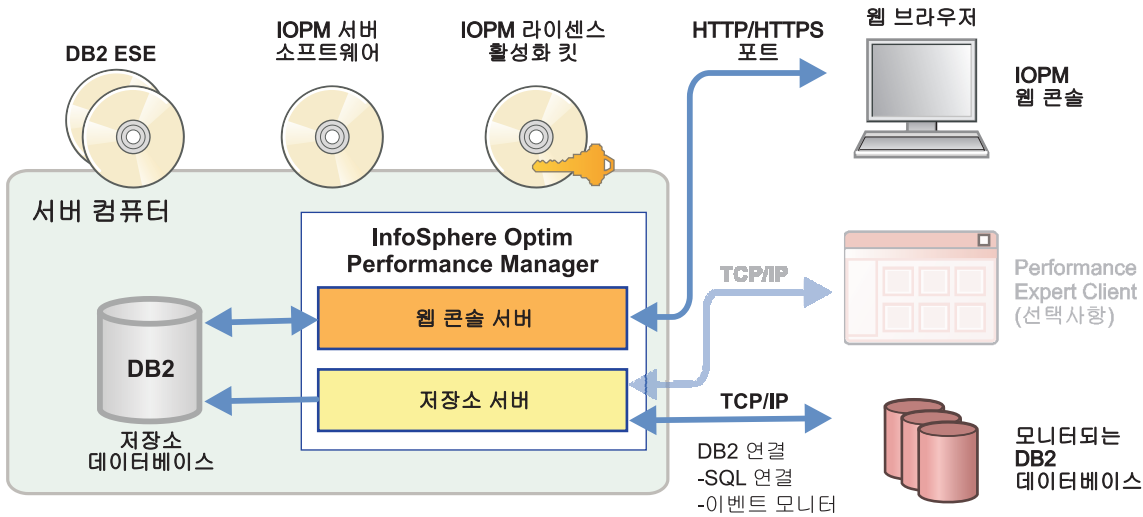 DB2 ESE
IOPM 서버
소프트웨어
IOPM 라이센스
활성화 킷
HTTP/HTTPS
포트
웹 브라우저
IOPM
웹 콘솔
서버 컴퓨터
InfoSphere Optim
Performance Manager
웹 콘솔 서버
저장소 서버
DB2
저장소
데이터베이스
TCP/IP
Performance
Expert Client
(선택사항)
TCP/IP
DB2 연결
-SQL 연결
-이벤트 모니터
모니터되는
DB2
데이터베이스